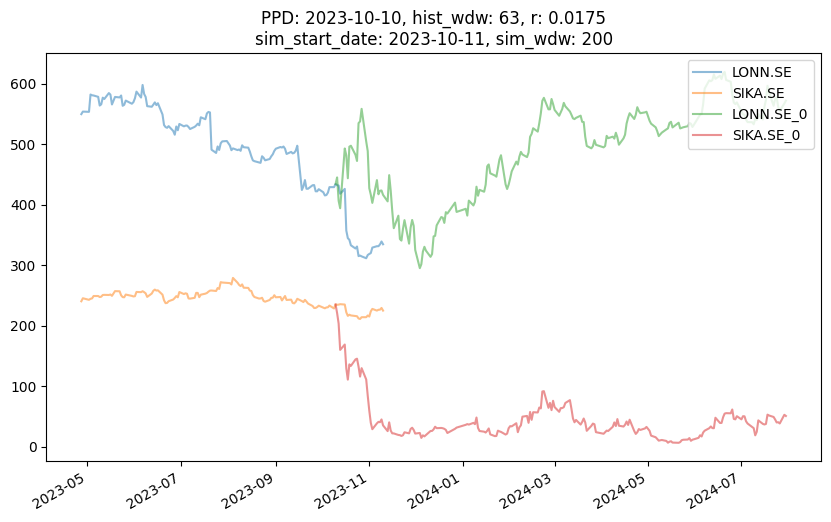 PPD: 2023-10-10, hist_wdw: 63, r: 0.0175
sim_start_date: 2023-10-11, sim_wdw: 200
LONN.SE
SIKA.SE
LONN.SE_0
SIKA.SE_0
600
500
400
300
200
100
0
2023-05
2023-07
2023-09
2023-11
2024-01
2024-03
2024-05
2024-07